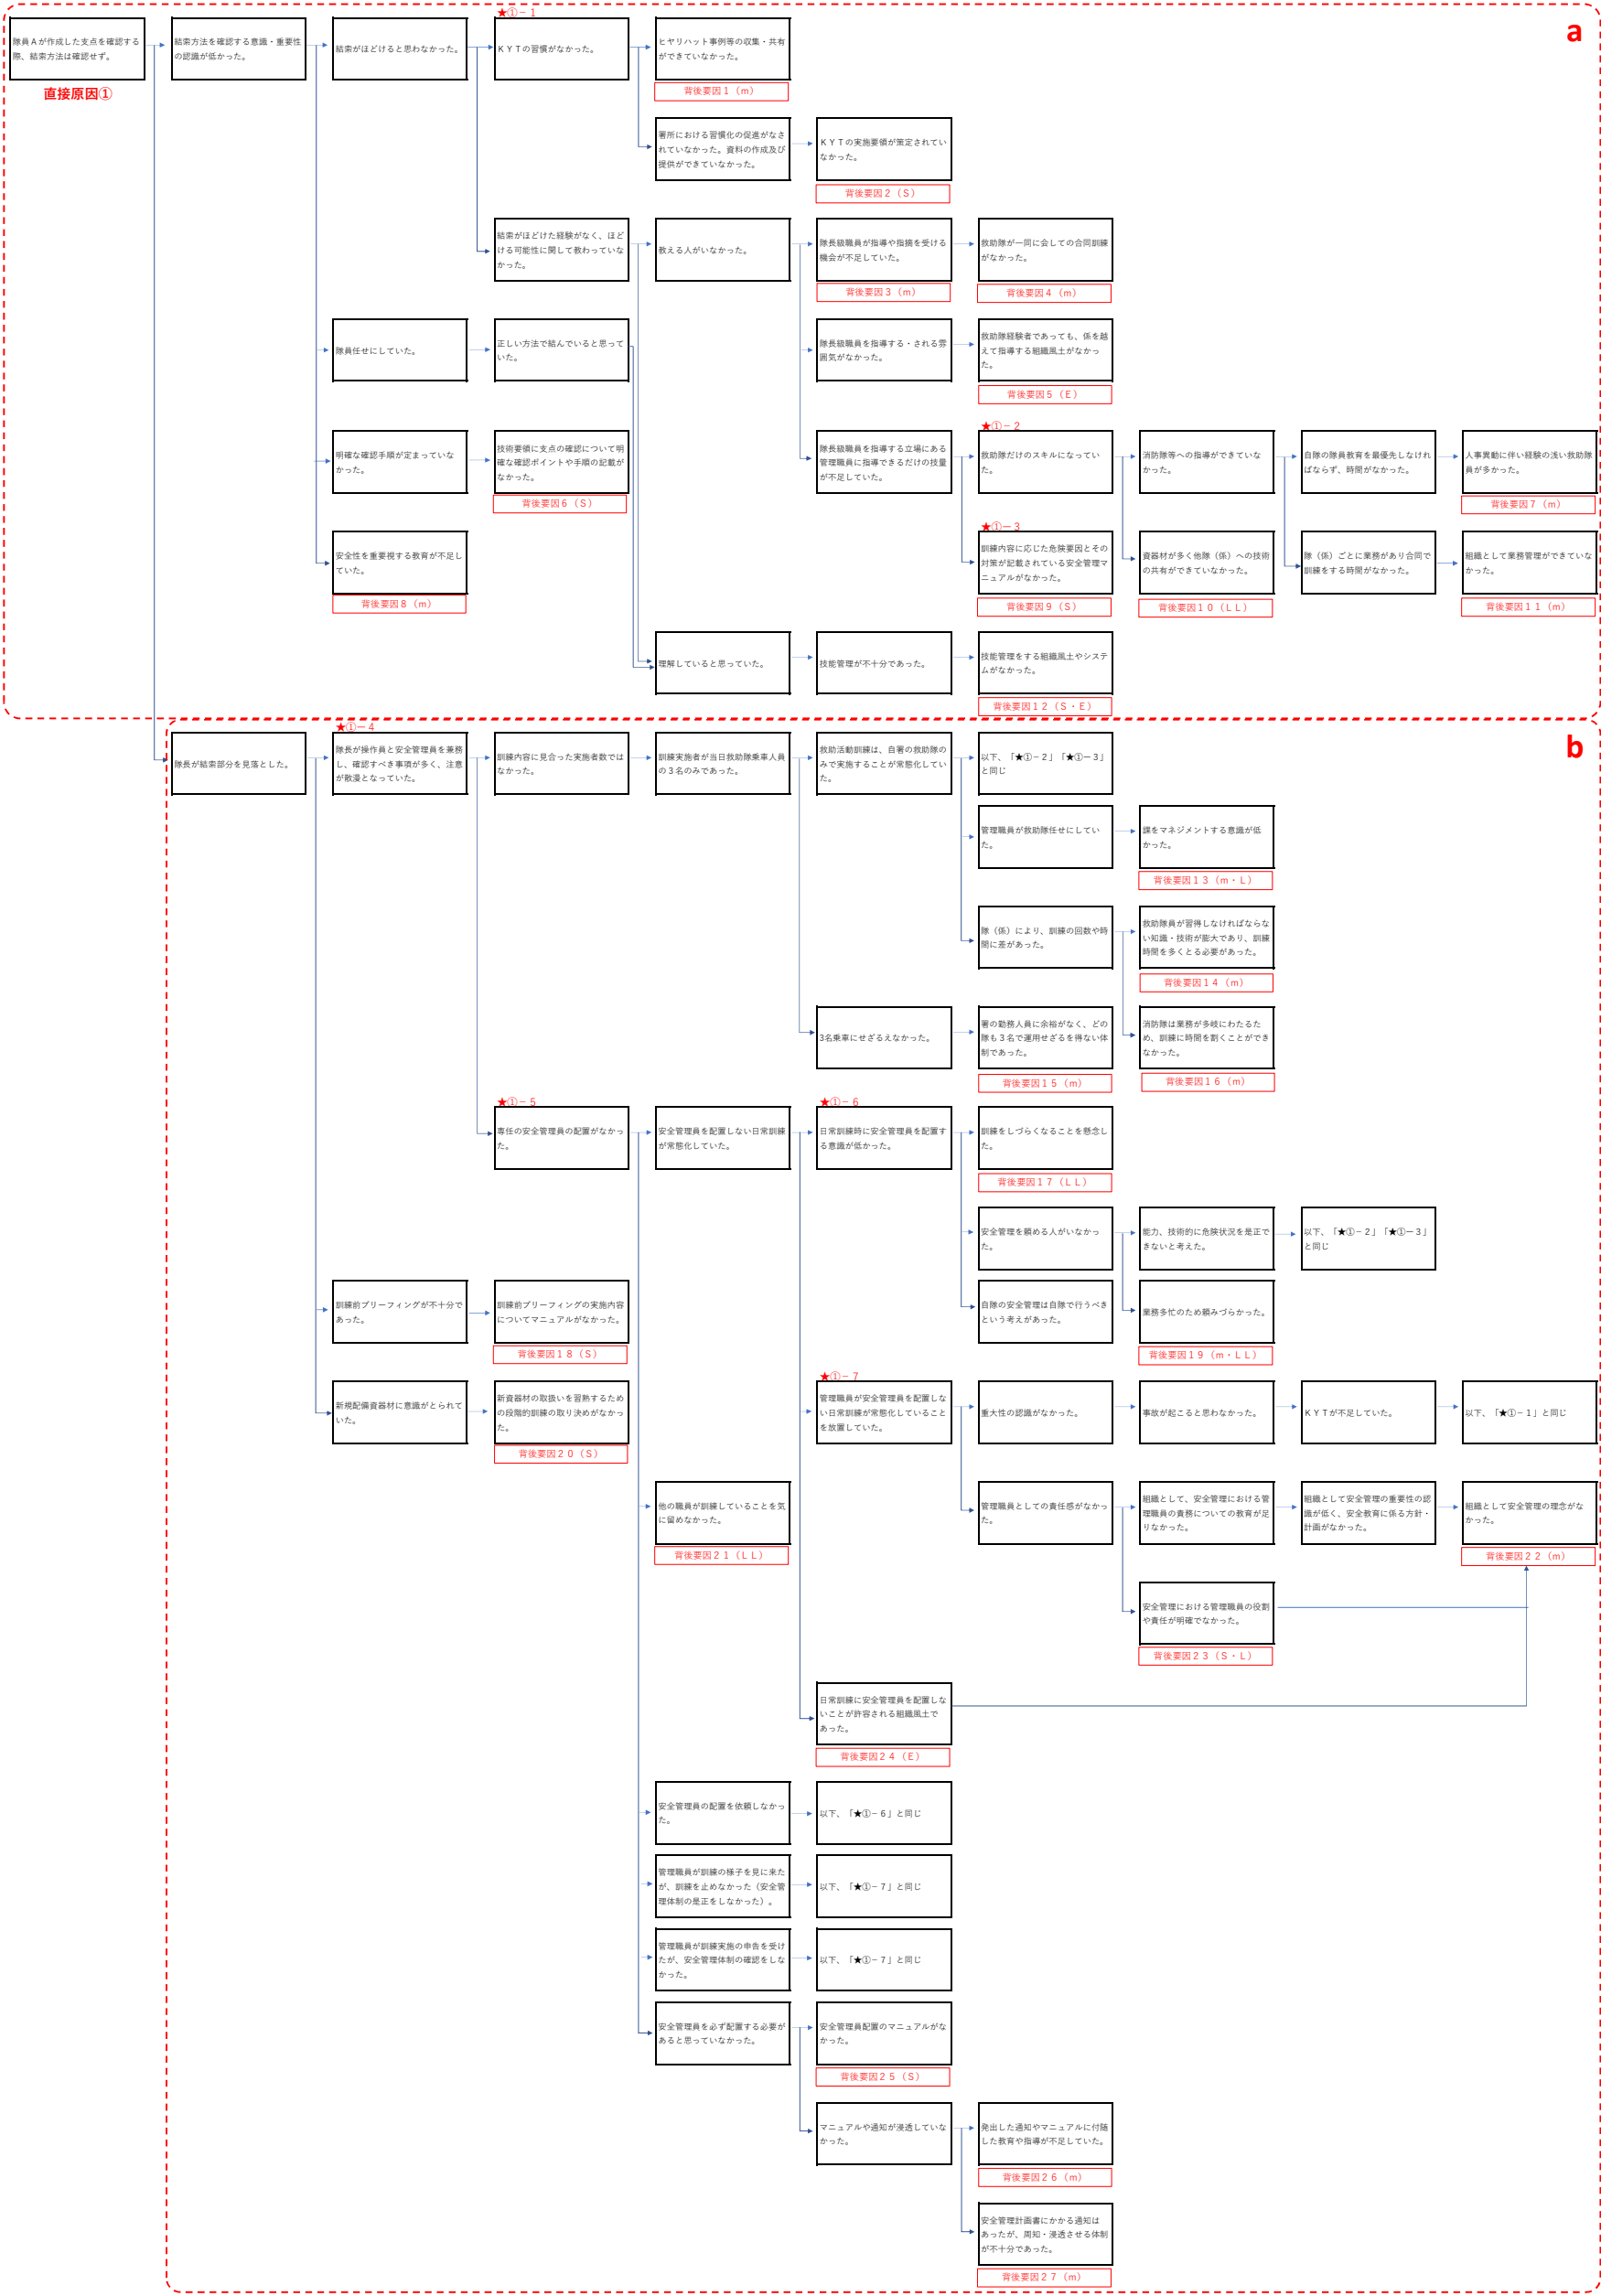 a
隊員Ａが作成した支点を確認する
際、結索方法は確認せず。
直接原因①
結索方法を確認する意識・重要性
の認識が低かった。
結索がほどけると思わなかった。
★①－１
ＫＹＴの習慣がなかった。
ヒヤリハット事例等の収集・共有
ができていなかった。
背後要因１（m）
署所における習慣化の促進がなさ
れていなかった。資料の作成及び
提供ができていなかった。
ＫＹＴの実施要領が策定されてい
なかった。
背後要因２（S）
結索がほどけた経験がなく、ほど
ける可能性に関して教わっていな
かった。
教える人がいなかった。
隊長級職員が指導や指摘を受ける
機会が不足していた。
背後要因３（m）
救助隊が一同に会しての合同訓練
がなかった。
背後要因４（m）
隊員任せにしていた。
正しい方法で結んでいると思って
いた。
隊長級職員を指導する・される雰
囲気がなかった。
救助隊経験者であっても、係を越
えて指導する組織風土がなかっ
た。
背後要因５（E）
明確な確認手順が定まっていな
かった。
技術要領に支点の確認について明
確な確認ポイントや手順の記載が
なかった。
背後要因６（S）
隊長級職員を指導する立場にある
管理職員に指導できるだけの技量
が不足していた。
★①－２
救助隊だけのスキルになってい
た。
消防隊等への指導ができていな
かった。
自隊の隊員教育を最優先しなけれ
ばならず、時間がなかった。
人事異動に伴い経験の浅い救助隊
員が多かった。
背後要因７（m）
安全性を重要視する教育が不足し
ていた。
背後要因８（m）
★①－３
訓練内容に応じた危険要因とその
対策が記載されている安全管理マ
ニュアルがなかった。
背後要因９（S）
資器材が多く他隊（係）への技術
の共有ができていなかった。
背後要因１０（LL）
隊（係）ごとに業務があり合同で
訓練をする時間がなかった。
組織として業務管理ができていな
かった。
背後要因１１（m）
理解していると思っていた。
技能管理が不十分であった。
技能管理をする組織風土やシステ
ムがなかった。
背後要因１２（S・E）
b
隊長が結索部分を見落とした。
★①－４
隊長が操作員と安全管理員を兼務
し、確認すべき事項が多く、注意
が散漫となっていた。
訓練内容に見合った実施者数では
なかった。
訓練実施者が当日救助隊乗車人員
の３名のみであった。
救助活動訓練は、自署の救助隊の
みで実施することが常態化してい
た。
以下、「★①－２」「★①－３」
と同じ
管理職員が救助隊任せにしてい
た。
課をマネジメントする意識が低
かった。
背後要因１３（m・L）
隊（係）により、訓練の回数や時
間に差があった。
救助隊員が習得しなければならな
い知識・技術が膨大であり、訓練
時間を多くとる必要があった。
背後要因１４（m）
3名乗車にせざるえなかった。
署の勤務人員に余裕がなく、どの
隊も３名で運用せざるを得ない体
制であった。
背後要因１５（m）
消防隊は業務が多岐にわたるた
め、訓練に時間を割くことができ
なかった。
背後要因１６（m）
★①－５
専任の安全管理員の配置がなかっ
た。
安全管理員を配置しない日常訓練
が常態化していた。
★①－６
日常訓練時に安全管理員を配置す
る意識が低かった。
訓練をしづらくなることを懸念し
た。
背後要因１７（LL）
安全管理を頼める人がいなかっ
た。
能力、技術的に危険状況を是正で
きないと考えた。
以下、「★①－２」「★①－３」
と同じ
訓練前ブリーフィングが不十分で
あった。
訓練前ブリーフィングの実施内容
についてマニュアルがなかった。
背後要因１８（S）
自隊の安全管理は自隊で行うべき
という考えがあった。
業務多忙のため頼みづらかった。
背後要因１９（m・LL）
新規配備資器材に意識がとられて
いた。
新資器材の取扱いを習熟するため
の段階的訓練の取り決めがなかっ
た。
背後要因２０（S）
★①－７
管理職員が安全管理員を配置しな
い日常訓練が常態化していること
を放置していた。
重大性の認識がなかった。
事故が起こると思わなかった。
ＫＹＴが不足していた。
以下、「★①－１」と同じ
他の職員が訓練していることを気
に留めなかった。
背後要因２１（LL）
管理職員としての責任感がなかっ
た。
組織として、安全管理における管
理職員の責務についての教育が足
りなかった。
組織として安全管理の重要性の認
識が低く、安全教育に係る方針・
計画がなかった。
組織として安全管理の理念がな
かった。
背後要因２２（m）
安全管理における管理職員の役割
や責任が明確でなかった。
背後要因２３（S・L）
日常訓練に安全管理員を配置しな
いことが許容される組織風土で
あった。
背後要因２４（E）
安全管理員の配置を依頼しなかっ
た。
以下、「★①－６」と同じ
管理職員が訓練の様子を見に来た
が、訓練を止めなかった（安全管
理体制の是正をしなかった）。
以下、「★①－７」と同じ
管理職員が訓練実施の申告を受け
たが、安全管理体制の確認をしな
かった。
以下、「★①－７」と同じ
安全管理員を必ず配置する必要が
あると思っていなかった。
安全管理員配置のマニュアルがな
かった。
背後要因２５（S）
マニュアルや通知が浸透していな
かった。
発出した通知やマニュアルに付随
した教育や指導が不足していた。
背後要因２６（m）
安全管理計画書にかかる通知は
あったが、周知・浸透させる体制
が不十分であった。
背後要因２７（m）